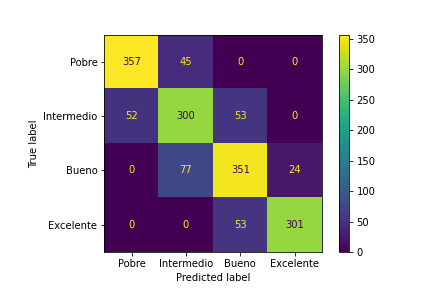 Pobre 357 45 0 0
Intermedio 52 300 53 0
Bueno 0 77 351 24
Excelente 0 0 53 301
Pobre Intermedio Bueno Excelente
Predicted label
True label
350
300
250
200
150
100
50
0